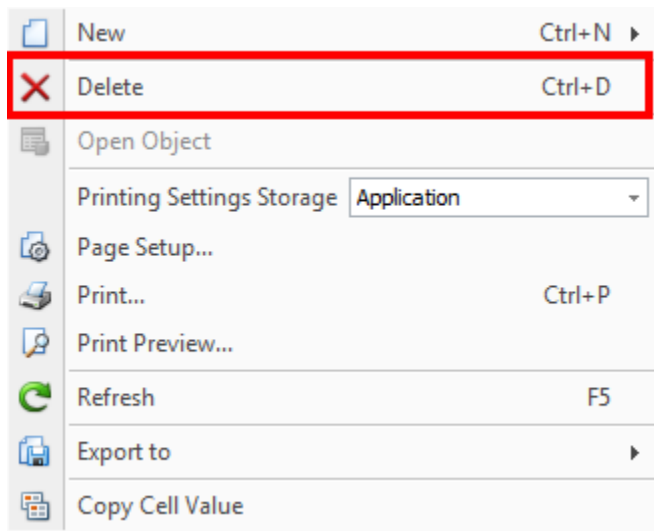 New Ctrl+N
Delete Ctrl+D
Open Object
Printing Settings Storage Application
Page Setup...
Print... Ctrl+P
Print Preview...
Refresh F5
Export to
Copy Cell Value